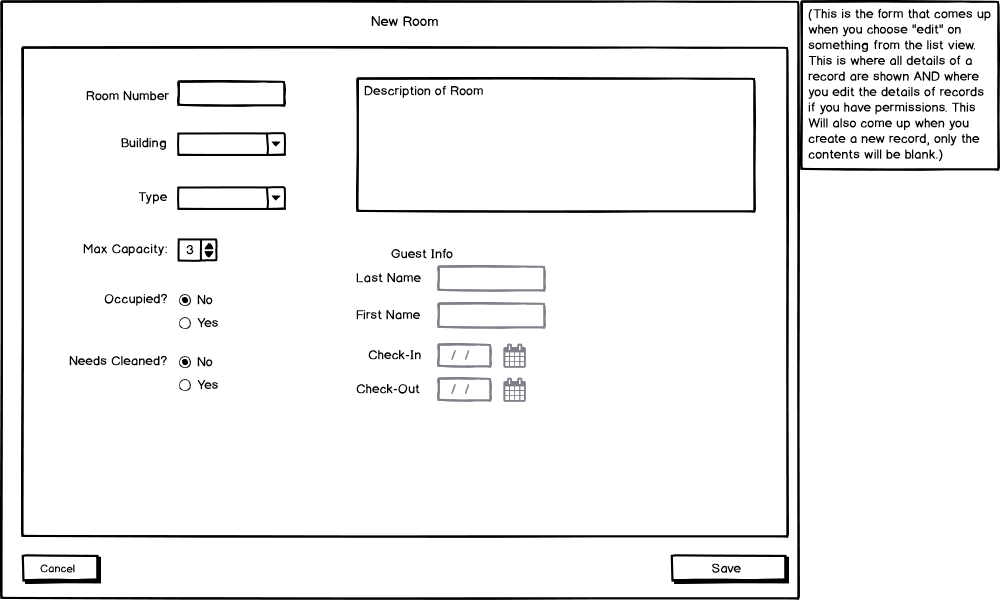 New Room
(This is the form that comes up
when you choose "edit" on
something from the list view.
This is where all details of a
record are shown AND where
you edit the details of records
if you have permissions. This
Will also come up when you
create a new record, only the
contents will be blank.)
Room Number
Building
Type
Max Capacity: 3
Occupied? No
Yes
Needs Cleaned? No
Yes
Description of Room
Guest Info
Last Name
First Name
Check-In / /
Check-Out / /
Cancel
Save